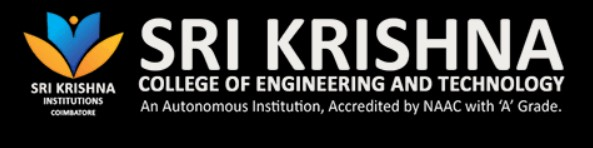 SRI KRISHNA
INSTITUTIONS
COIMBATORE
SRI KRISHNA
COLLEGE OF ENGINEERING AND TECHNOLOGY
An Autonomous Institution, Accredited by NAAC with ‘A’ Grade.